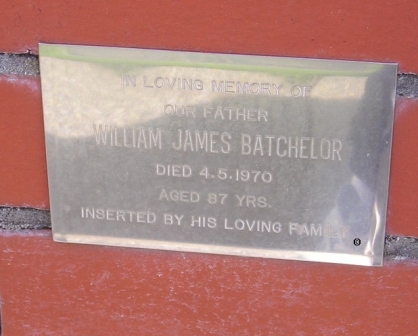 IN LOVING MEMORY OF
OUR FATHER
WILLIAM JAMES BATCHELOR
DIED 4.5.1970
AGED 87 YRS.
INSERTED BY HIS LOVING FAMILY